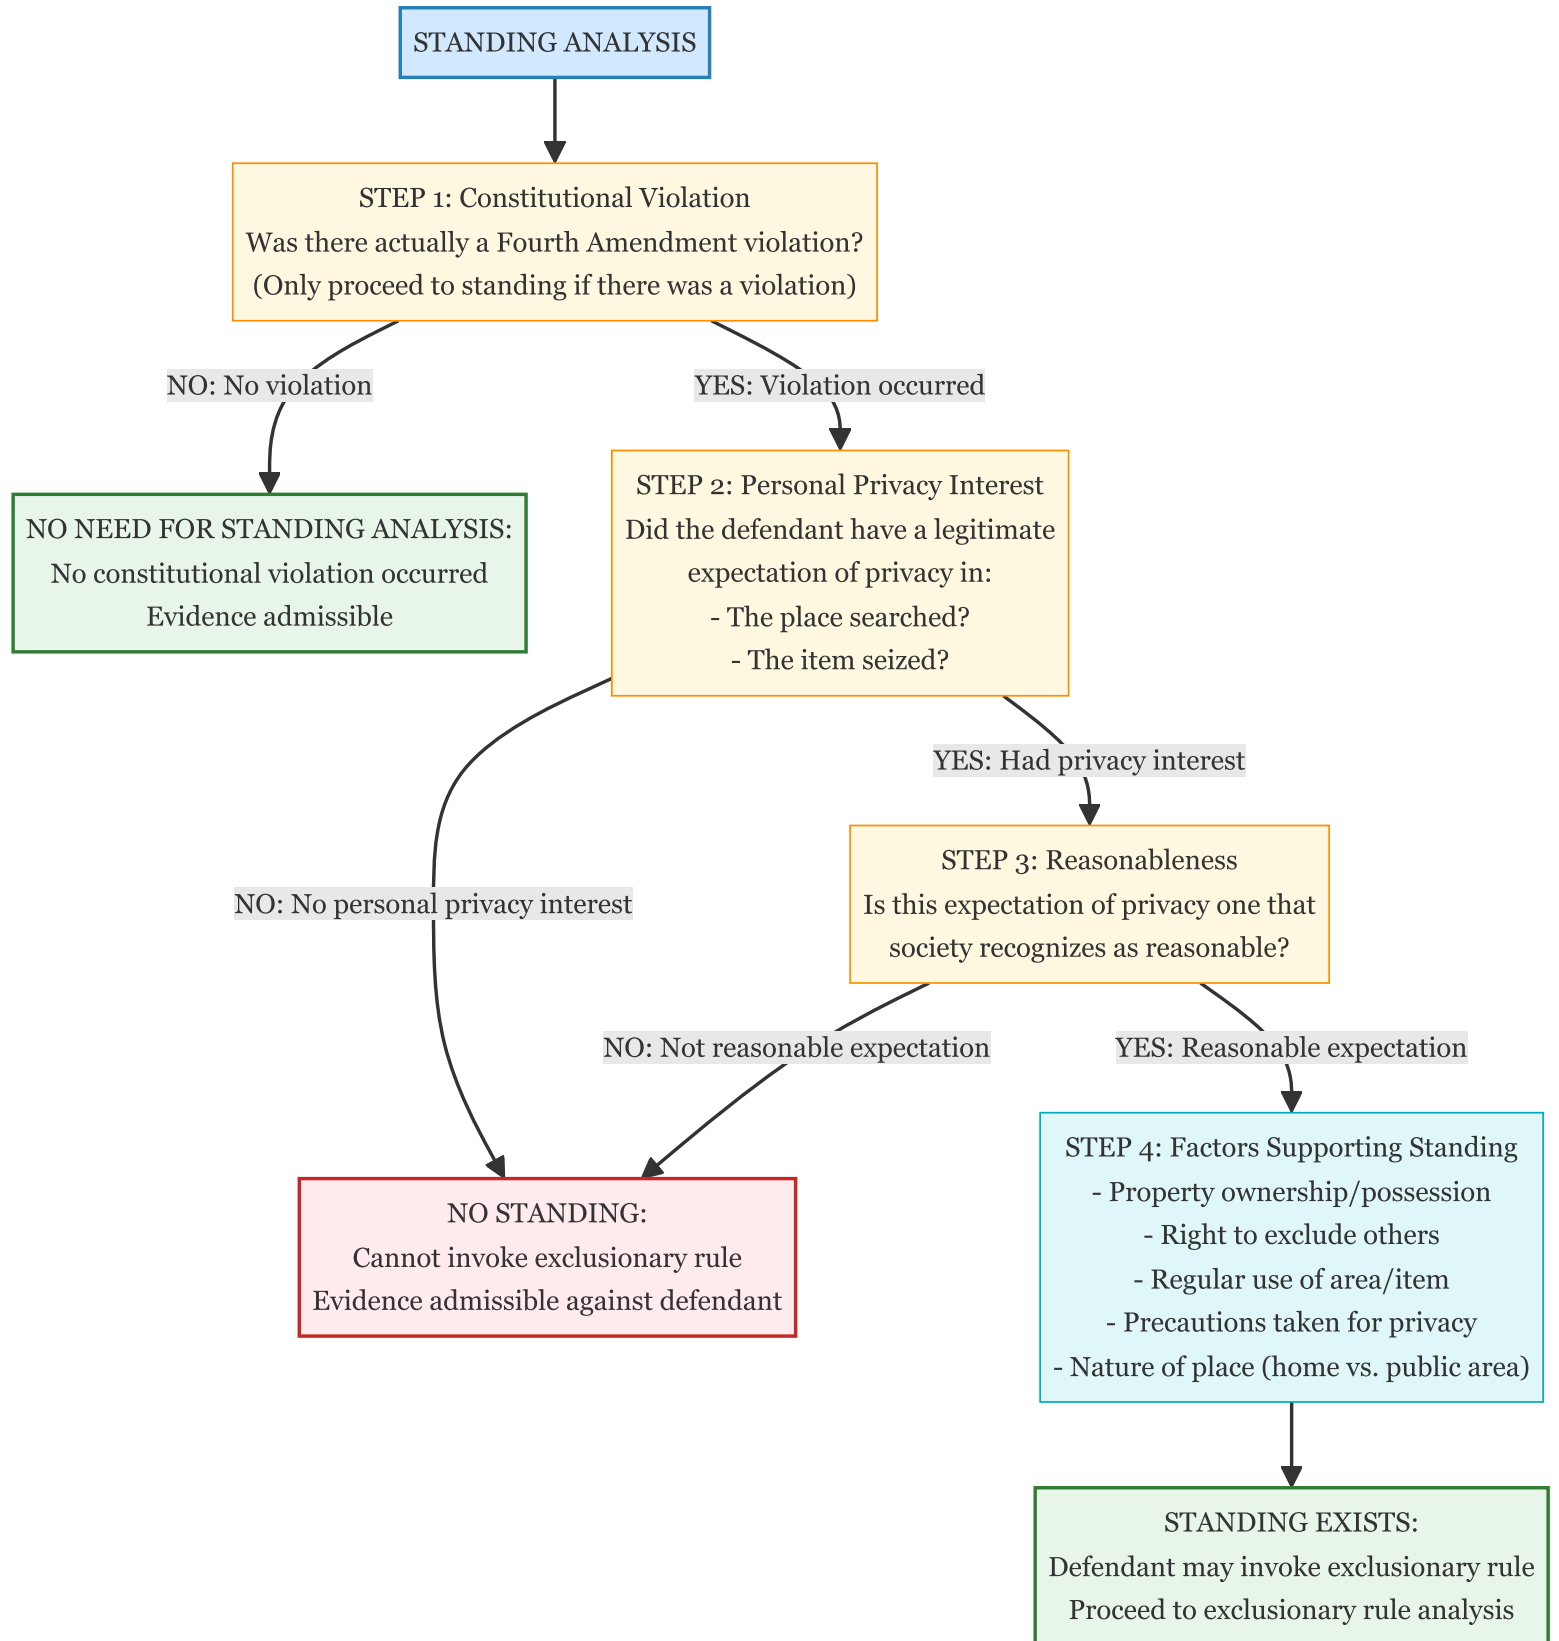 STANDING ANALYSIS
STEP 1: Constitutional Violation
Was there actually a Fourth Amendment violation?
(Only proceed to standing if there was a violation)
NO: No violation
YES: Violation occurred
NO NEED FOR STANDING ANALYSIS:
No constitutional violation occurred
Evidence admissible
STEP 2: Personal Privacy Interest
Did the defendant have a legitimate
expectation of privacy in:
- The place searched?
- The item seized?
YES: Had privacy interest
NO: No personal privacy interest
STEP 3: Reasonableness
Is this expectation of privacy one that
society recognizes as reasonable?
NO: Not reasonable expectation
YES: Reasonable expectation
NO STANDING:
Cannot invoke exclusionary rule
Evidence admissible against defendant
STEP 4: Factors Supporting Standing
- Property ownership/possession
- Right to exclude others
- Regular use of area/item
- Precautions taken for privacy
- Nature of place (home vs. public area)
STANDING EXISTS:
Defendant may invoke exclusionary rule
Proceed to exclusionary rule analysis